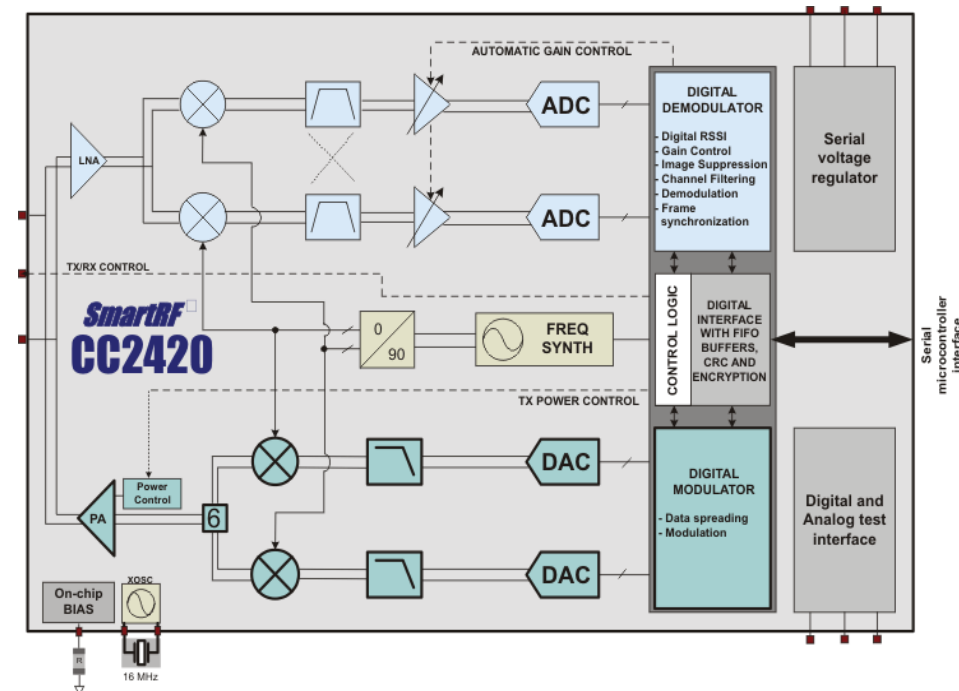 AUTOMATIC GAIN CONTROL
LNA
ADC
ADC
DIGITAL
DEMODULATOR
- Digital RSSI
- Gain Control
- Image Suppression
- Channel Filtering
- Demodulation
- Frame
synchronization
Serial
voltage
regulator
TX/RX CONTROL
SmartRF
CC2420
0
90
FREQ
SYNTH
CONTROL LOGIC
DIGITAL
INTERFACE
WITH FIFO
BUFFERS,
CRC AND
ENCRYPTION
Serial
microcontroller
interface
TX POWER CONTROL
Power
Control
PA
6
DAC
DAC
DIGITAL
MODULATOR
- Data spreading
- Modulation
Digital and
Analog test
interface
On-chip
BIAS
XOSC
R
16 MHz